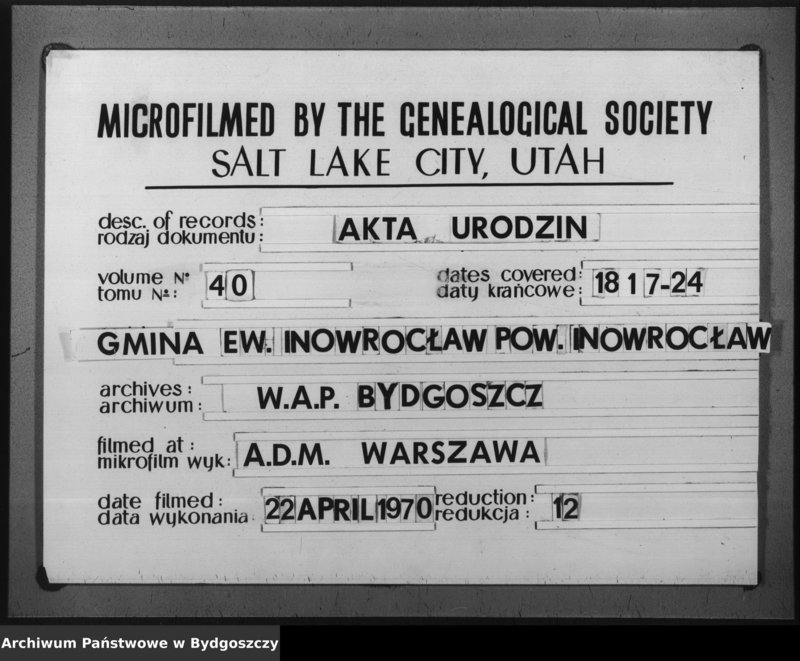 MICROFILMED BY THE GENEALOGICAL SOCIETY
SALT LAKE CITY, UTAH
desc. of records:
rodzaj dokumentu:
AKTA URODZIN
volume Nº
tomu Nº:
40
dates covered:
daty krańcowe:
1817-24
GMINA EW. INOWROCŁAW POW. INOWROCŁAW
archives:
archiwum:
W.A.P. BYDGOSZCZ
filmed at:
mikrofilm wyk:
A.D.M. WARSZAWA
date filmed:
data wykonania:
22 APRIL 1970
reduction:
redukcja:
12
Archiwum Państwowe w Bydgoszczy